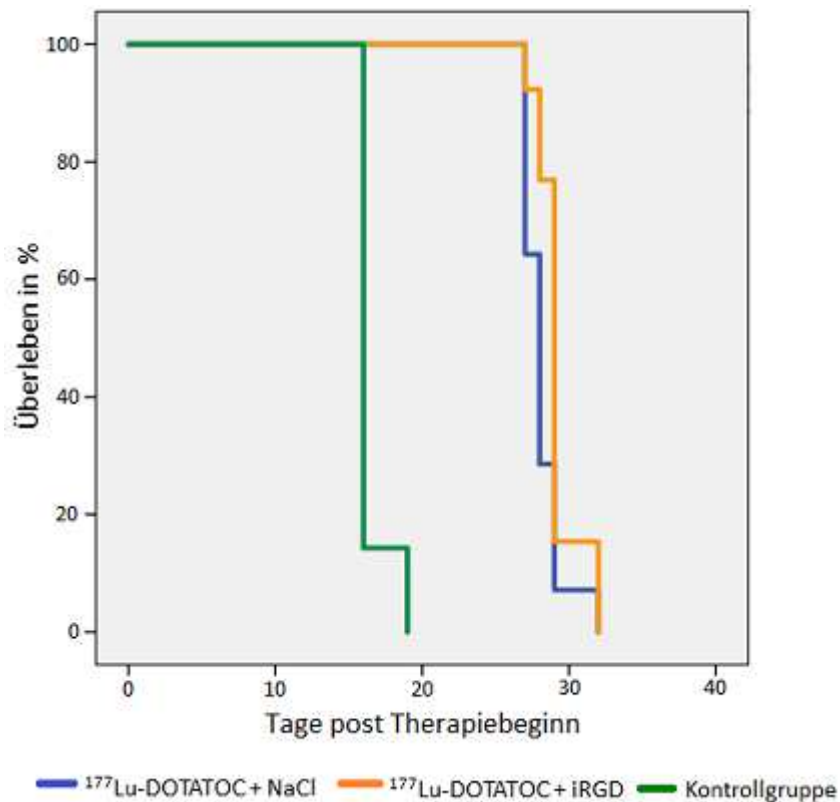 100
80
60
40
20
0
Überleben in %
0 10 20 30 40
Tage post Therapiebeginn
¹⁷⁷Lu-DOTATOC + NaCl ¹⁷⁷Lu-DOTATOC + iRGD Kontrollgruppe